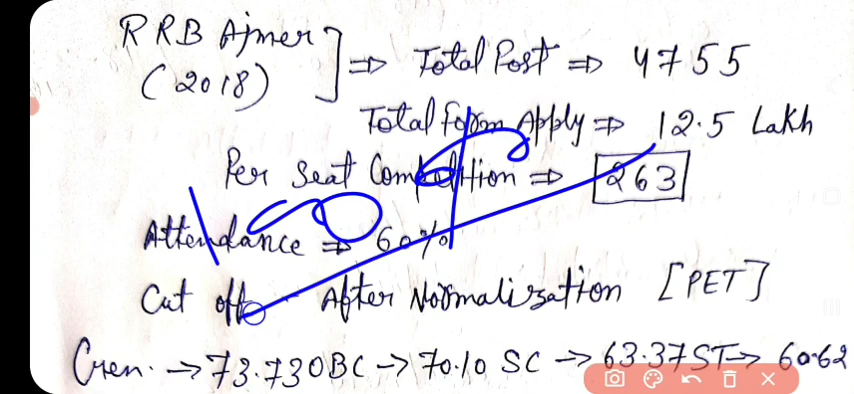 RRB Ajmer
(2018)
⇒ Total Post ⇒ 4755
Total form Apply ⇒ 12.5 Lakh
Per Seat Competition ⇒ 263
Attendance ⇒ 60%
Cut off After Normalisation [PET]
Gen. → 73.73 OBC → 70.10 SC → 63.37 ST → 60.62